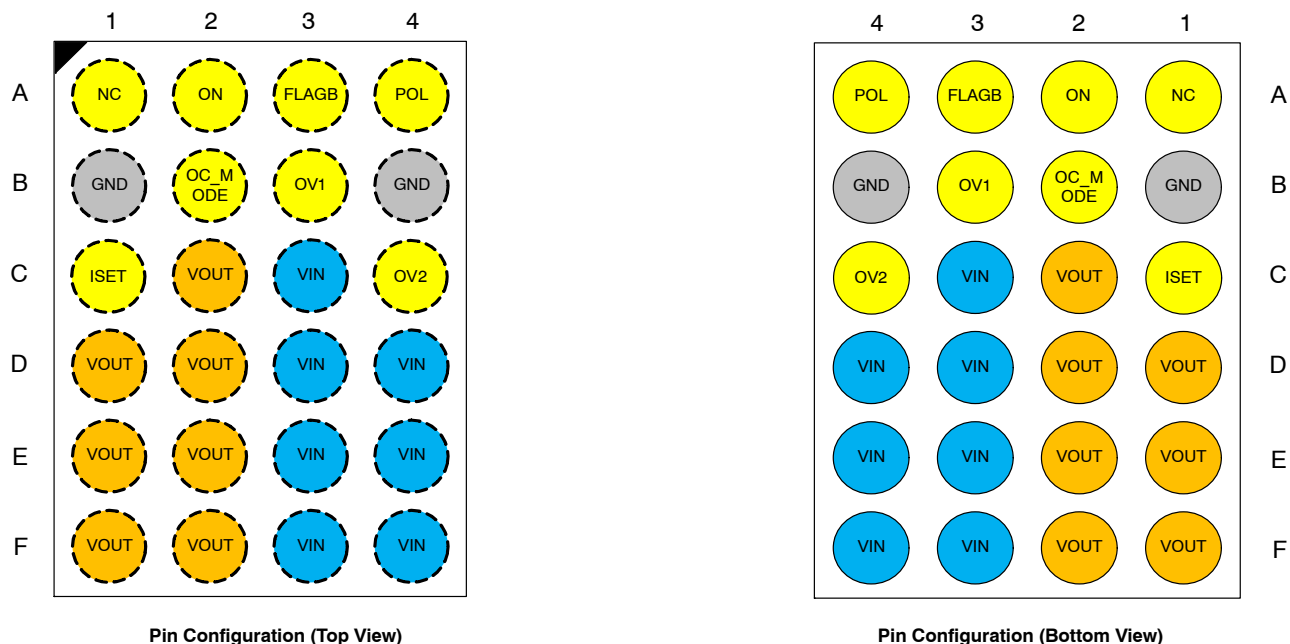 1 2 3 4
A NC ON FLAGB POL
B GND OC_M
ODE OV1 GND
C ISET VOUT VIN OV2
D VOUT VOUT VIN VIN
E VOUT VOUT VIN VIN
F VOUT VOUT VIN VIN
Pin Configuration (Top View)
4 3 2 1
POL FLAGB ON NC A
GND OV1 OC_M
ODE GND B
OV2 VIN VOUT ISET C
VIN VIN VOUT VOUT D
VIN VIN VOUT VOUT E
VIN VIN VOUT VOUT F
Pin Configuration (Bottom View)